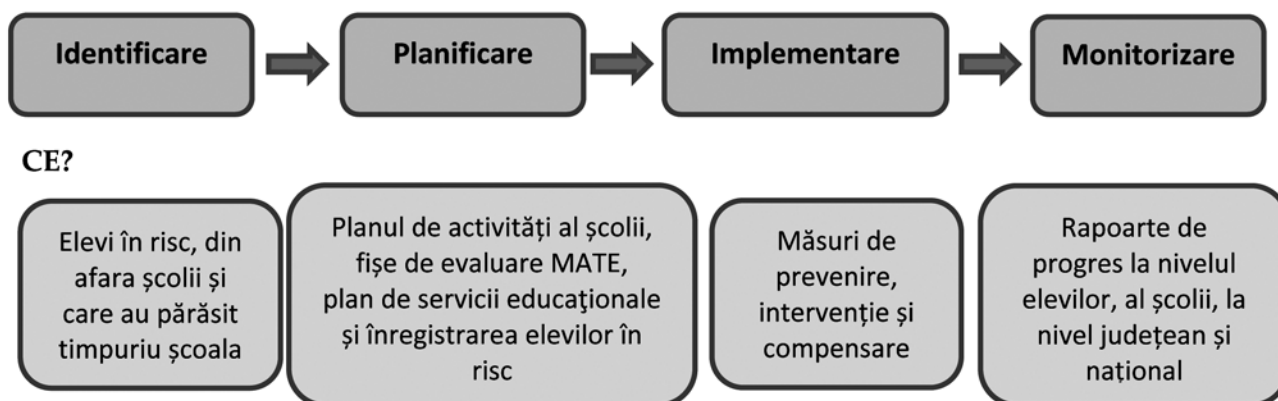 Identificare
Planificare
Implementare
Monitorizare
CE?
Elevi în risc, din
afara școlii și
care au părăsit
timpuriu școala
Planul de activități al școlii,
fișe de evaluare MATE,
plan de servicii educaţionale
și înregistrarea elevilor în
risc
Măsuri de
prevenire,
intervenție și
compensare
Rapoarte de
progres la nivelul
elevilor, al școlii, la
nivel județean și
național